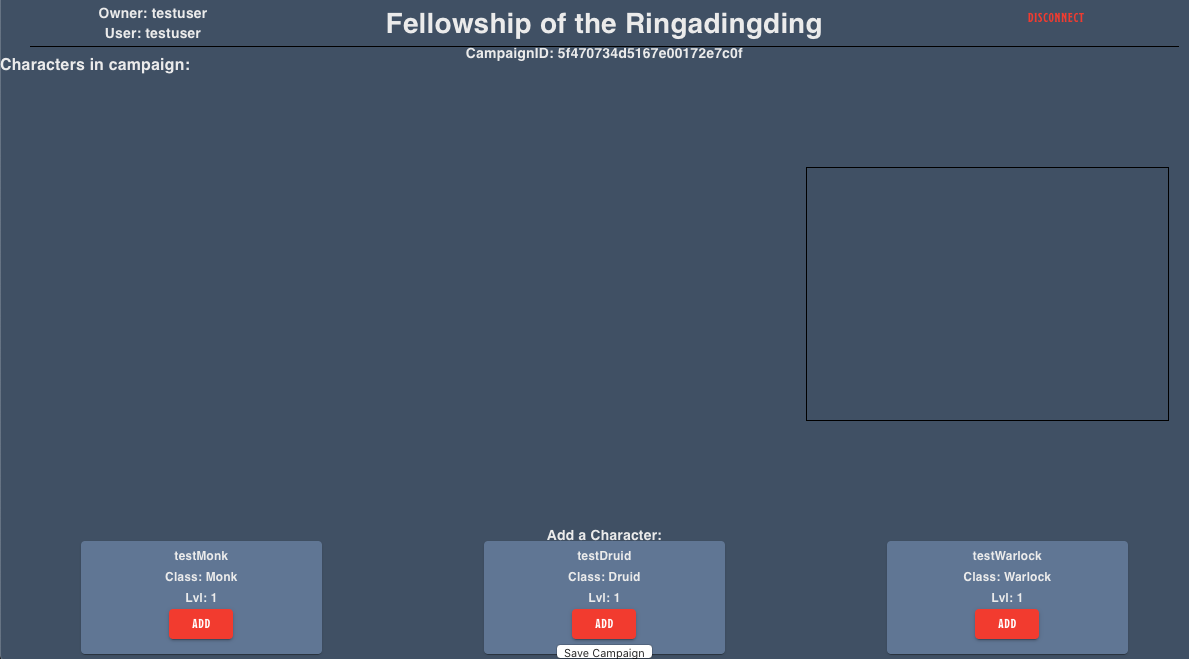 Owner: testuser
User: testuser
Fellowship of the Ringadingding
DISCONNECT
CampaignID: 5f470734d5167e00172e7c0f
Characters in campaign:
Add a Character:
testMonk
Class: Monk
Lvl: 1
ADD
testDruid
Class: Druid
Lvl: 1
ADD
testWarlock
Class: Warlock
Lvl: 1
ADD
Save Campaign